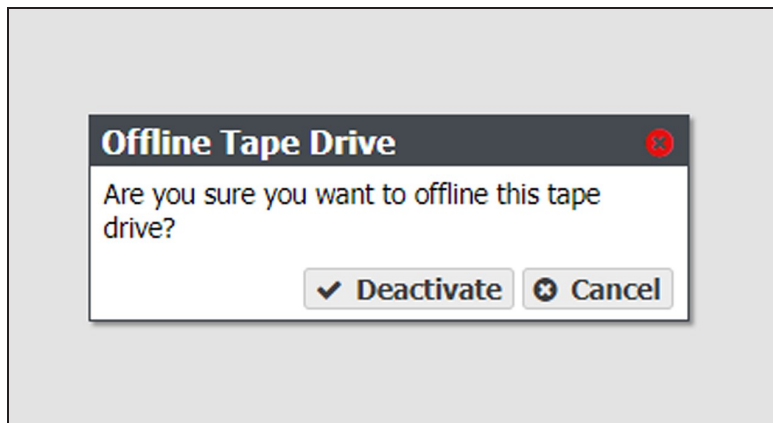 Offline Tape Drive
Are you sure you want to offline this tape
drive?
Deactivate Cancel